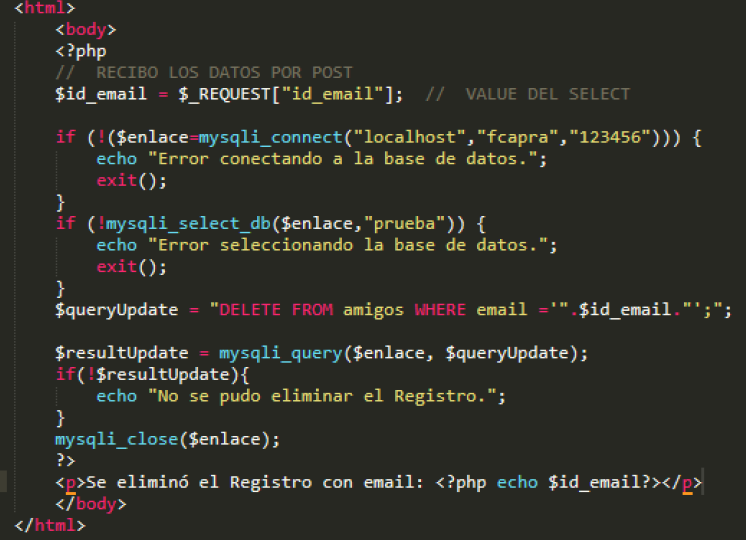 <html>
<body>
<?php
// RECIBO LOS DATOS POR POST
$id_email = $_REQUEST["id_email"]; // VALUE DEL SELECT
if (!($enlace=mysqli_connect("localhost","fcapra","123456"))) {
echo "Error conectando a la base de datos.";
exit();
}
if (!mysqli_select_db($enlace,"prueba")) {
echo "Error seleccionando la base de datos.";
exit();
}
$queryUpdate = "DELETE FROM amigos WHERE email ='".$id_email."';";
$resultUpdate = mysqli_query($enlace, $queryUpdate);
if(!$resultUpdate){
echo "No se pudo eliminar el Registro.";
}
mysqli_close($enlace);
?>
<p>Se eliminó el Registro con email: <?php echo $id_email?></p>
</body>
</html>